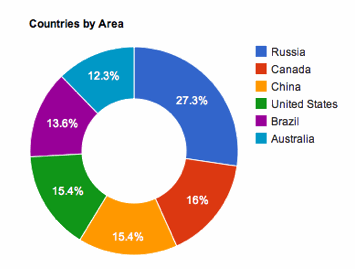 Countries by Area
12.3%
27.3%
13.6%
15.4%
16%
15.4%
Russia
Canada
China
United States
Brazil
Australia